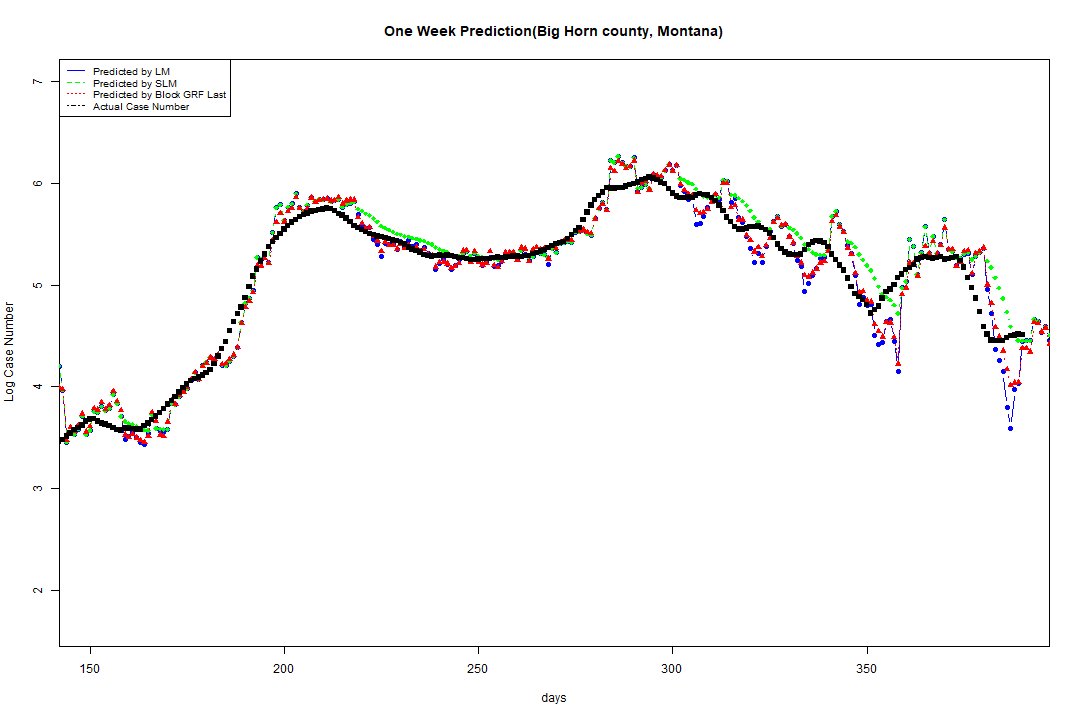 One Week Prediction(Big Horn county, Montana)
Predicted by LM
Predicted by SLM
Predicted by Block GRF Last
Actual Case Number
7
6
5
4
3
2
Log Case Number
150 200 250 300 350
days